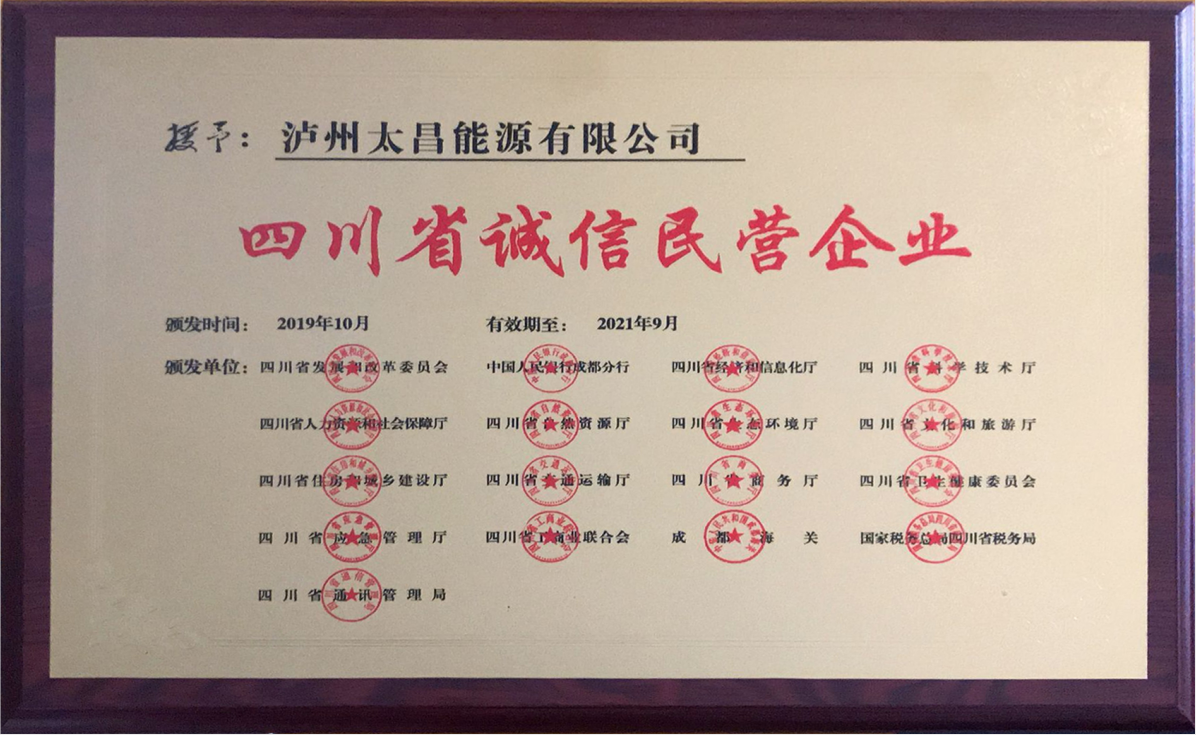 授予：泸州太昌能源有限公司
四川省诚信民营企业
颁发时间： 2019年10月 有效期至： 2021年9月
颁发单位：四川省发展和改革委员会 中国人民银行成都分行 四川省经济和信息化厅 四川省科学技术厅
四川省人力资源和社会保障厅 四川省自然资源厅 四川省生态环境厅 四川省文化和旅游厅
四川省住房和城乡建设厅 四川省交通运输厅 四川省商务厅 四川省卫生健康委员会
四川省应急管理厅 四川省工商业联合会 成都海关 国家税务总局四川省税务局
四川省通讯管理局